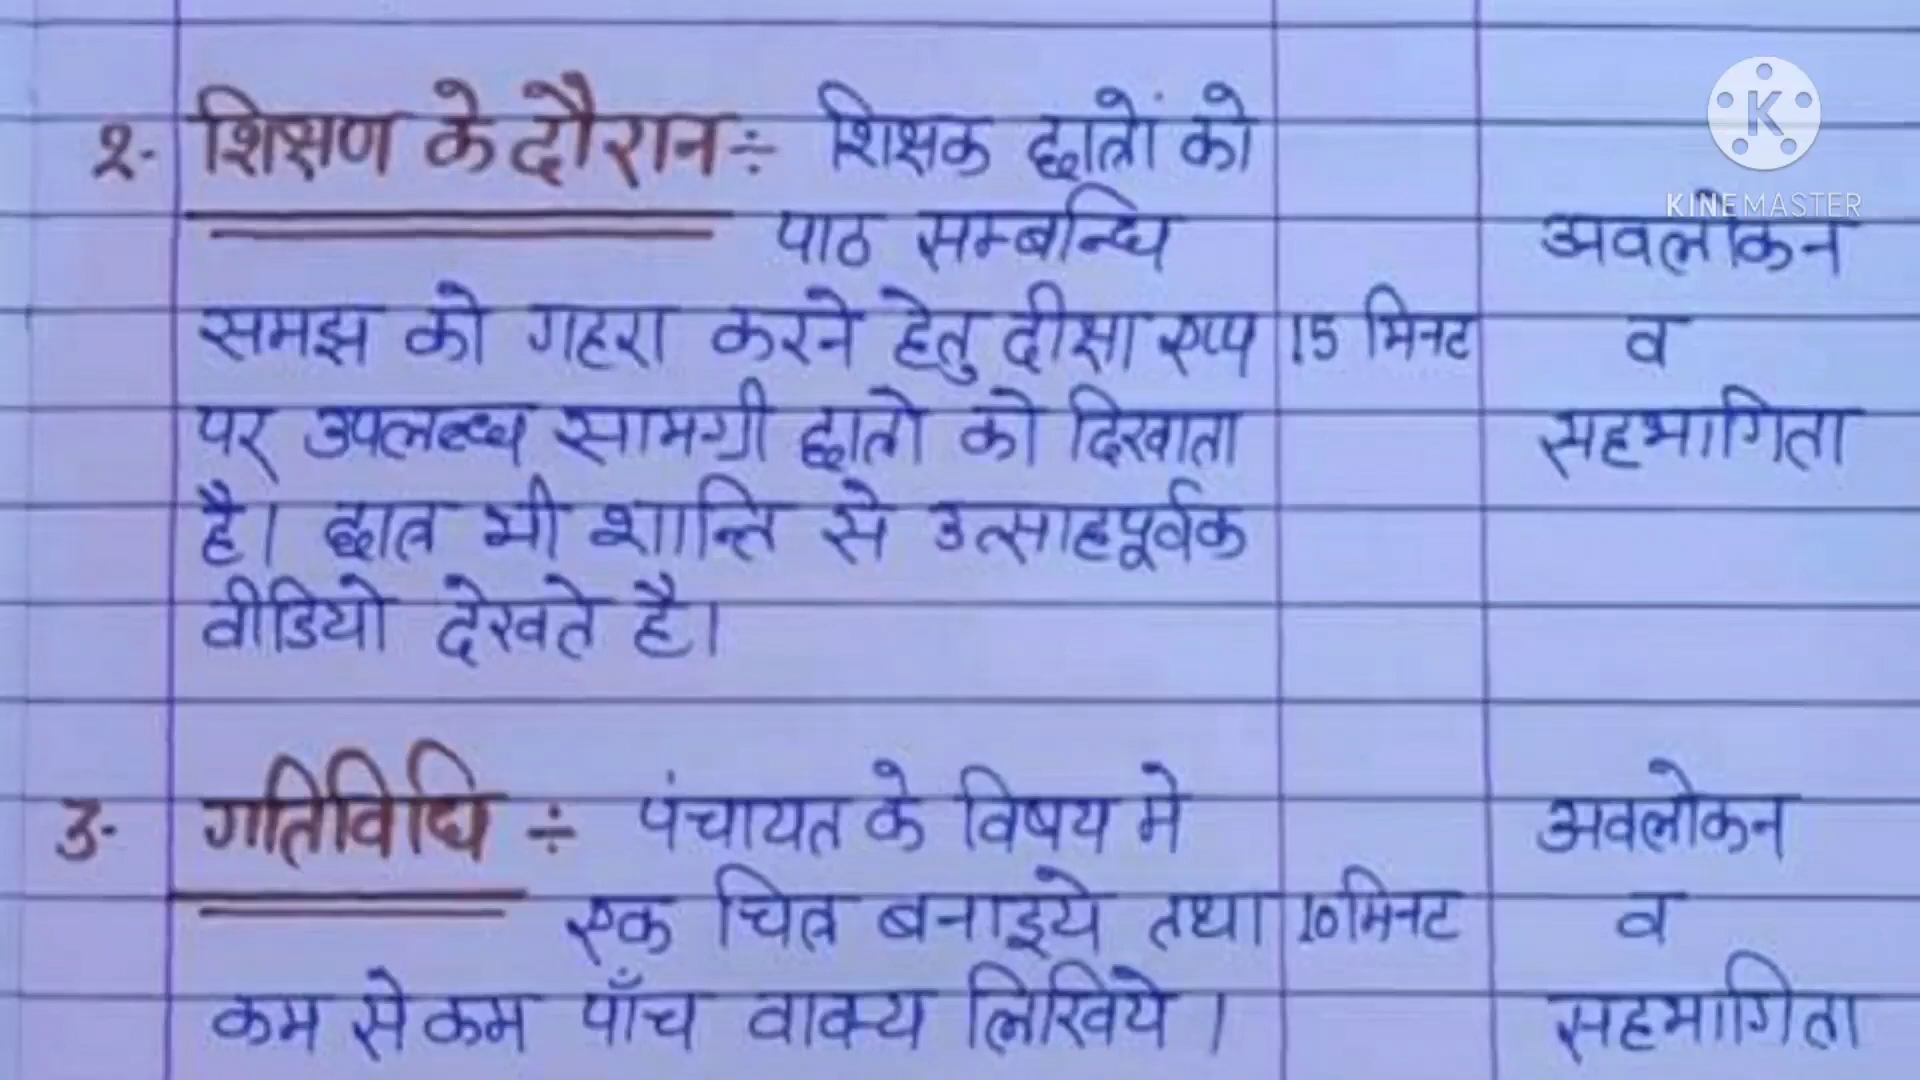 २- शिक्षण के दौरान ÷ शिक्षक छात्रों को
KINEMASTER
पाठ सम्बन्धि अवलोकन
समझ को गहरा करने हेतु दीक्षा एप्प 15 मिनट व
पर उपलब्ध सामग्री छात्रो को दिखाता सहभागिता
है। छात्र भी शान्ति से उत्साहपूर्वक
वीडियो देखते है।
3- गतिविधि ÷ पंचायत के विषय मे अवलोकन
एक चित्र बनाइये तथा 10 मिनट व
कम से कम पाँच वाक्य लिखिये। सहभागिता